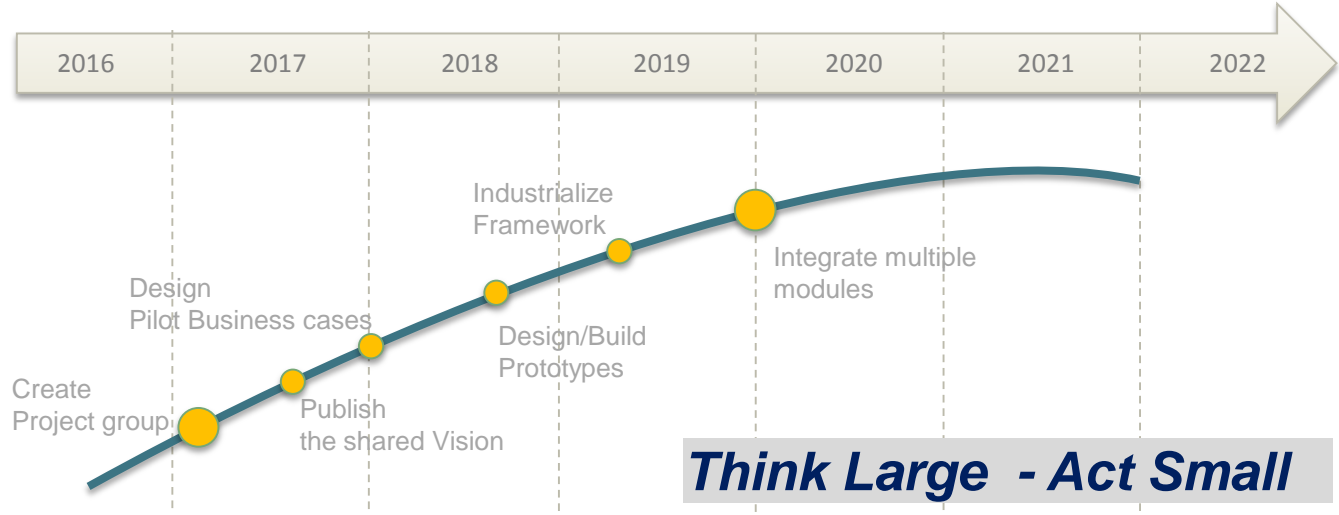 2016 2017 2018 2019 2020 2021 2022
Industrialize
Framework
Integrate multiple
modules
Design
Pilot Business cases
Design/Build
Prototypes
Create
Project group
Publish
the shared Vision
Think Large  - Act Small